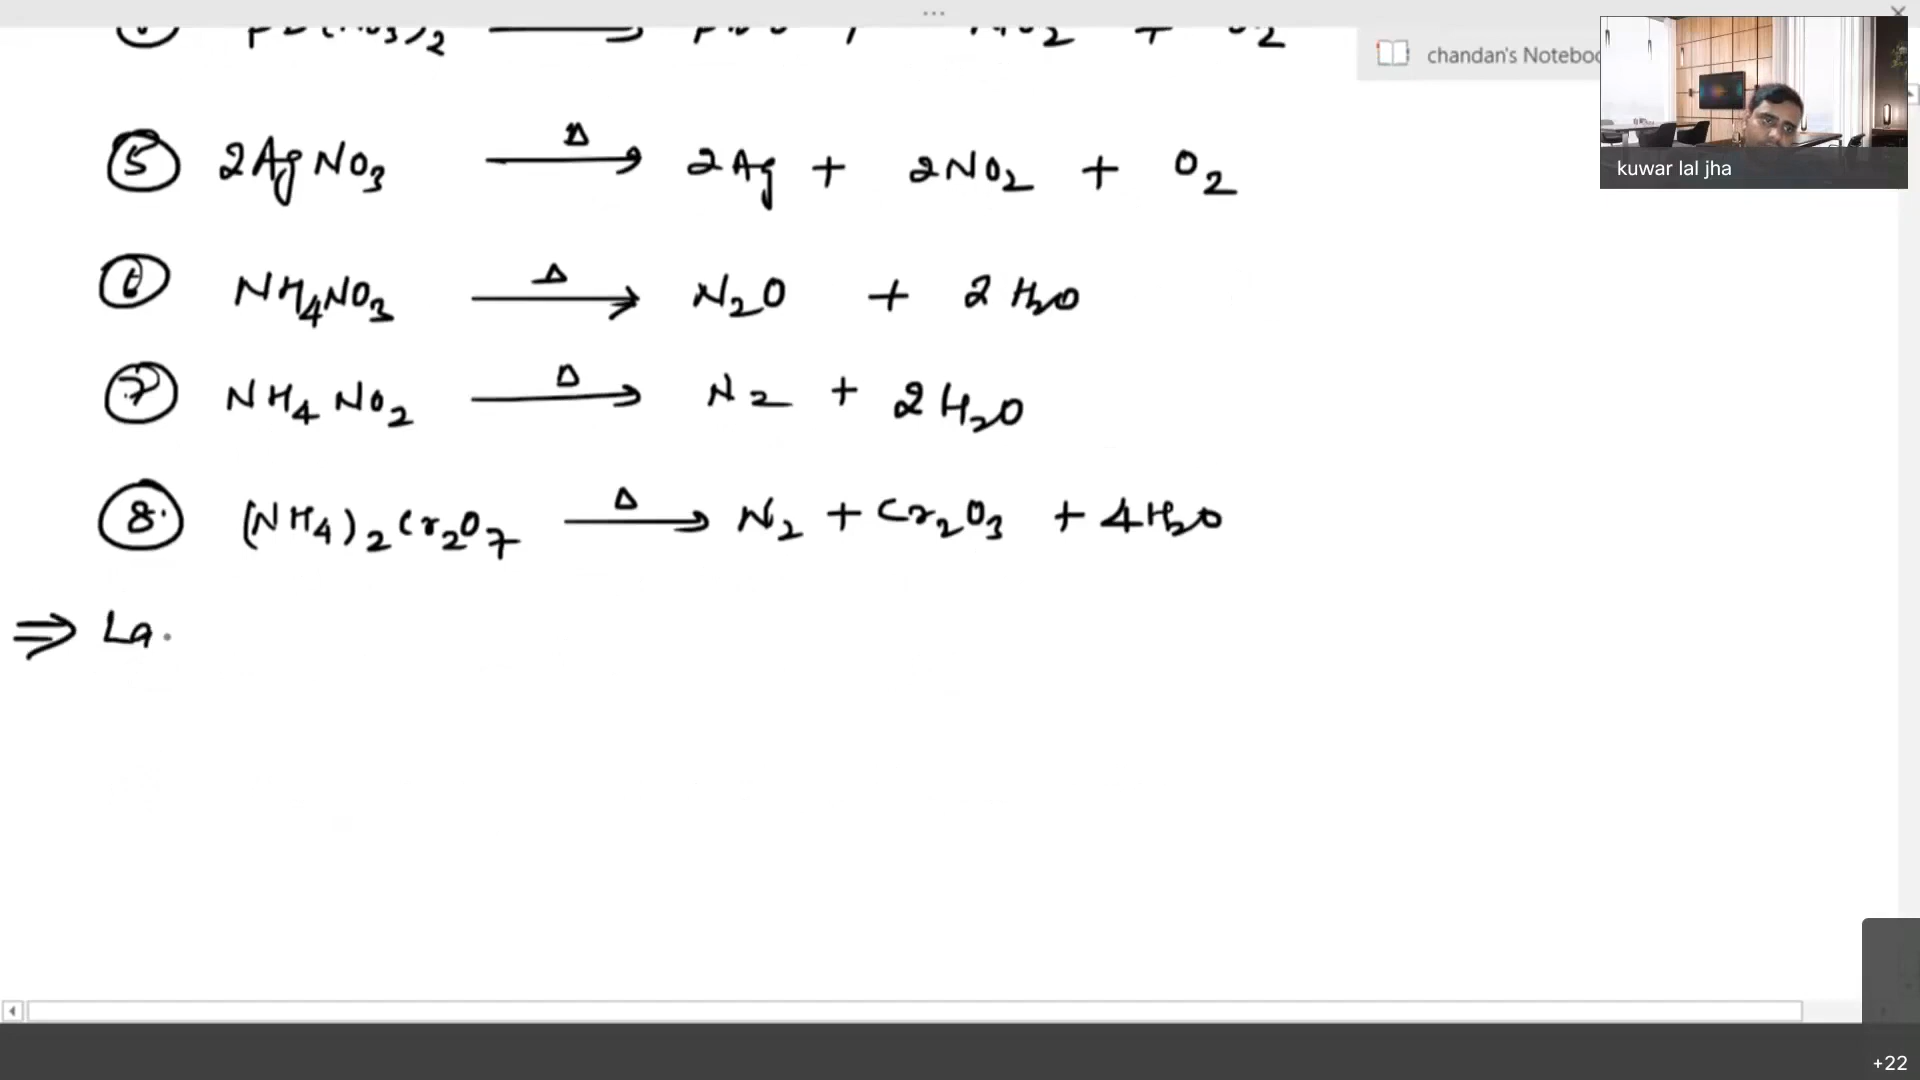 ...
chandan's Noteboo
kuwar lal jha
⑤ 2AgNO₃ —Δ→ 2Ag + 2NO₂ + O₂
⑥ NH₄NO₃ —Δ→ N₂O + 2H₂O
⑦ NH₄NO₂ —Δ→ N₂ + 2H₂O
⑧ (NH₄)₂Cr₂O₇ —Δ→ N₂ + Cr₂O₃ + 4H₂O
⇒ La
+22